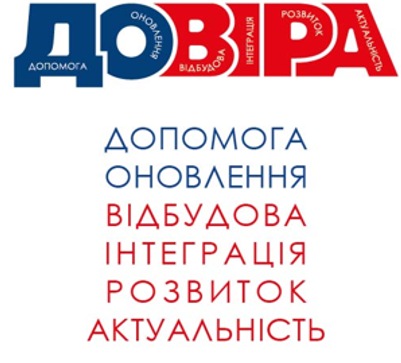 ДОВІРА
ДОПОМОГА
ОНОВЛЕННЯ
ВІДБУДОВА
ІНТЕГРАЦІЯ
РОЗВИТОК
АКТУАЛЬНІСТЬ
ДОПОМОГА
ОНОВЛЕННЯ
ВІДБУДОВА
ІНТЕГРАЦІЯ
РОЗВИТОК
АКТУАЛЬНІСТЬ